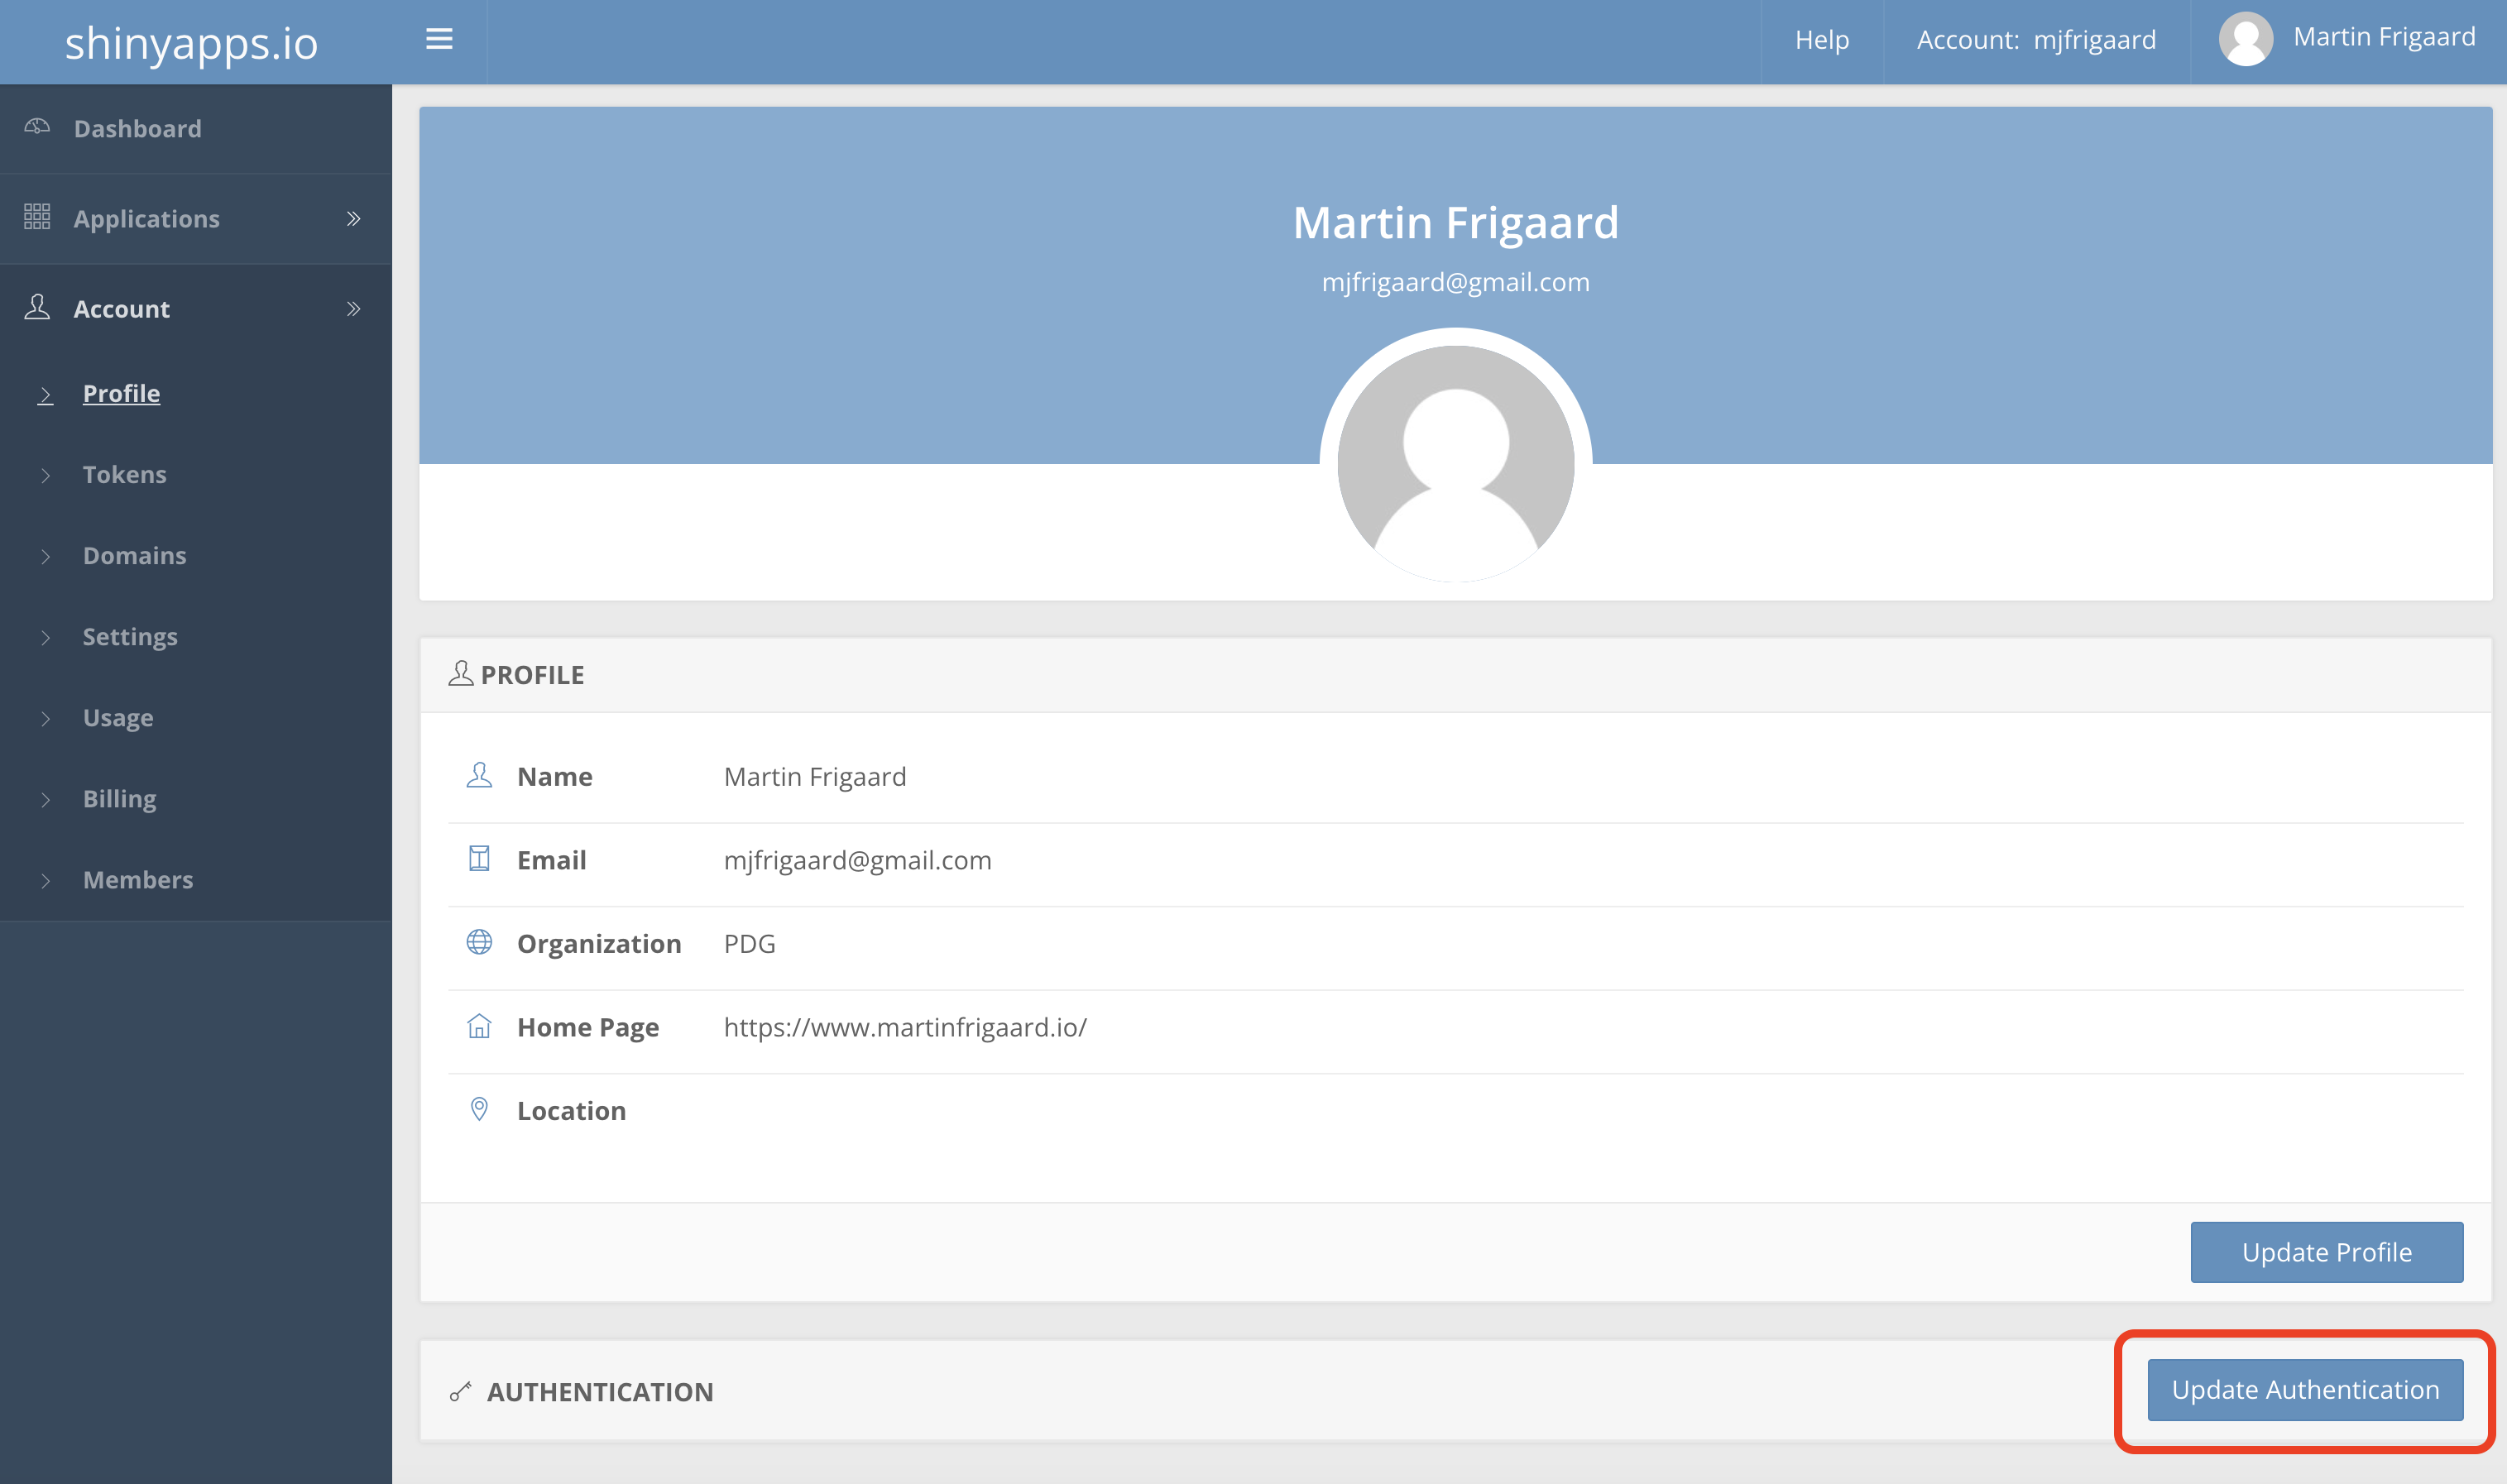 shinyapps.io
Help
Account: mjfrigaard
Martin Frigaard
Dashboard
Applications
Account
Profile
Tokens
Domains
Settings
Usage
Billing
Members
Martin Frigaard
mjfrigaard@gmail.com
PROFILE
Name Martin Frigaard
Email mjfrigaard@gmail.com
Organization PDG
Home Page https://www.martinfrigaard.io/
Location
Update Profile
AUTHENTICATION
Update Authentication